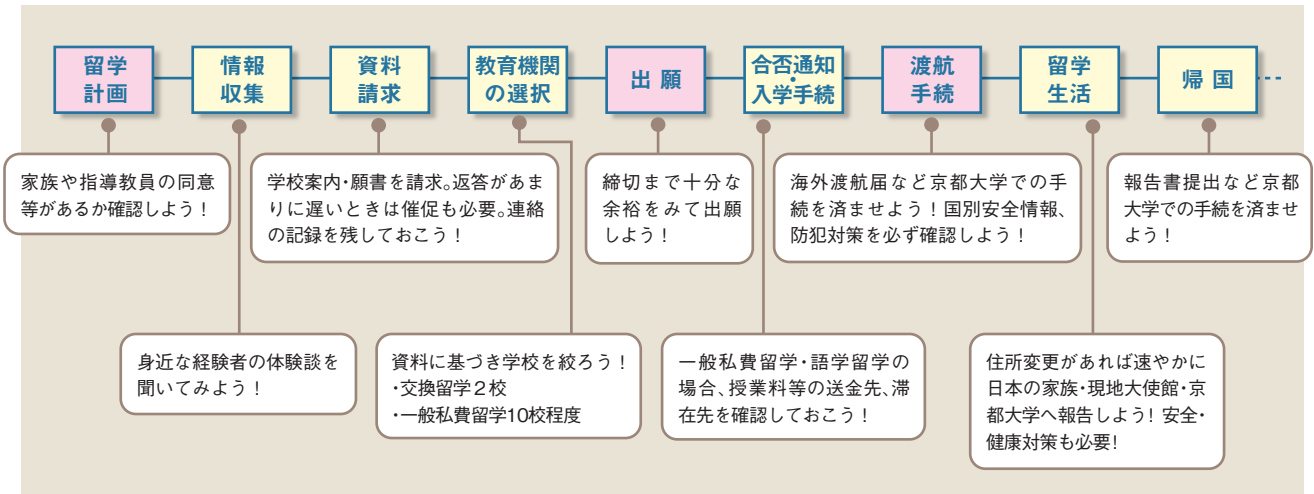 留学
計画
情報
収集
資料
請求
教育機関
の選択
出 願
合否通知
・
入学手続
渡航
手続
留学
生活
帰国
家族や指導教員の同意
等があるか確認しよう！
学校案内・願書を請求。返答があま
りに遅いときは催促も必要。連絡
の記録を残しておこう！
締切まで十分な
余裕をみて出願
しよう！
海外渡航届など京都大学での手
続を済ませよう！国別安全情報、
防犯対策を必ず確認しよう！
報告書提出など京都
大学での手続を済ませ
よう！
身近な経験者の体験談を
聞いてみよう！
資料に基づき学校を絞ろう！
・交換留学２校
・一般私費留学10校程度
一般私費留学・語学留学の
場合、授業料等の送金先、滞
在先を確認しておこう！
住所変更があれば速やかに
日本の家族・現地大使館・京
都大学へ報告しよう！安全・
健康対策も必要！